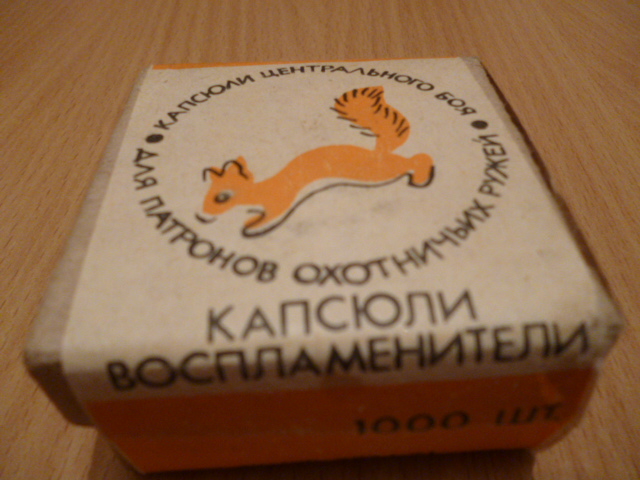 КАПСЮЛИ ЦЕНТРАЛЬНОГО БОЯ
ДЛЯ ПАТРОНОВ ОХОТНИЧЬИХ РУЖЕЙ
КАПСЮЛИ
ВОСПЛАМЕНИТЕЛИ
1000 ШТ.